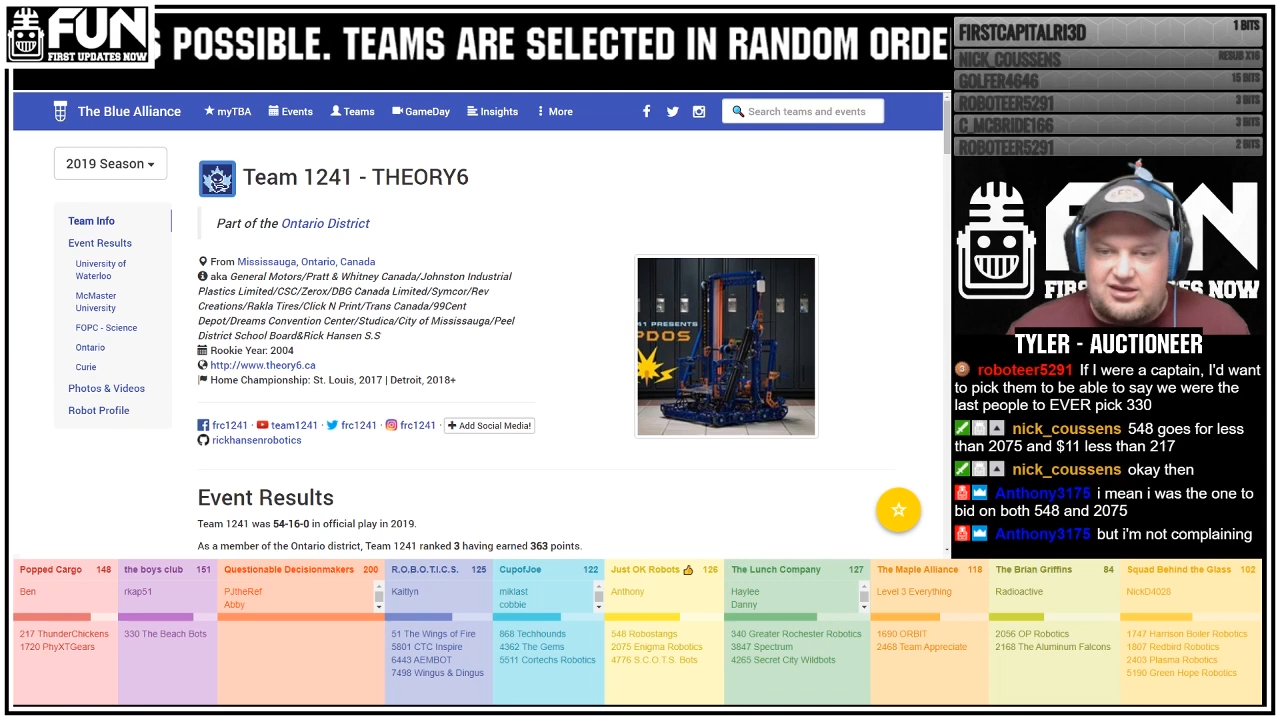 FUN
FIRST UPDATES NOW
S POSSIBLE. TEAMS ARE SELECTED IN RANDOM ORDE
FIRSTCAPITALRI3D 1 BITS
NICK_COUSSENS RESUB X16
GOLFER4646 15 BITS
ROBOTEER5291 3 BITS
C_MCBRIDE166 3 BITS
ROBOTEER5291 2 BITS
The Blue Alliance myTBA Events Teams GameDay Insights More Search teams and events
2019 Season
Team Info
Event Results
University of
Waterloo
McMaster
University
FOPC - Science
Ontario
Curie
Photos & Videos
Robot Profile
Team 1241 - THEORY6
Part of the Ontario District
From Mississauga, Ontario, Canada
aka General Motors/Pratt & Whitney Canada/Johnston Industrial
Plastics Limited/CSC/Zerox/DBG Canada Limited/Symcor/Rev
Creations/Rakla Tires/Click N Print/Trans Canada/99Cent
Depot/Dreams Convention Center/Studica/City of Mississauga/Peel
District School Board&Rick Hansen S.S
Rookie Year: 2004
http://www.theory6.ca
Home Championship: St. Louis, 2017 | Detroit, 2018+
frc1241 · team1241 · frc1241 · frc1241 · Add Social Media!
rickhansenrobotics
41 PRESENTS
PDOS
Event Results
Team 1241 was 54-16-0 in official play in 2019.
As a member of the Ontario district, Team 1241 ranked 3 having earned 363 points.
FUN
FIRST UPDATES NOW
TYLER - AUCTIONEER
roboteer5291 If I were a captain, I'd want
to pick them to be able to say we were the
last people to EVER pick 330
nick_coussens 548 goes for less
than 2075 and $11 less than 217
nick_coussens okay then
Anthony3175 i mean i was the one to
bid on both 548 and 2075
Anthony3175 but i'm not complaining
Popped Cargo 148
Ben
217 ThunderChickens
1720 PhyXTGears
the boys club 151
rkap51
330 The Beach Bots
Questionable Decisionmakers 200
PJtheRef
Abby
R.O.B.O.T.I.C.S. 125
Kaitlyn
51 The Wings of Fire
5801 CTC Inspire
6443 AEMBOT
7498 Wingus & Dingus
CupofJoe 122
miklast
cobbie
868 Techhounds
4362 The Gems
5511 Cortechs Robotics
Just OK Robots 126
Anthony
548 Robostangs
2075 Enigma Robotics
4776 S.C.O.T.S. Bots
The Lunch Company 127
Haylee
Danny
340 Greater Rochester Robotics
3847 Spectrum
4265 Secret City Wildbots
The Maple Alliance 118
Level 3 Everything
1690 ORBIT
2468 Team Appreciate
The Brian Griffins 84
Radioactive
2056 OP Robotics
2168 The Aluminum Falcons
Squad Behind the Glass 102
NickD4028
1747 Harrison Boiler Robotics
1807 Redbird Robotics
2403 Plasma Robotics
5190 Green Hope Robotics